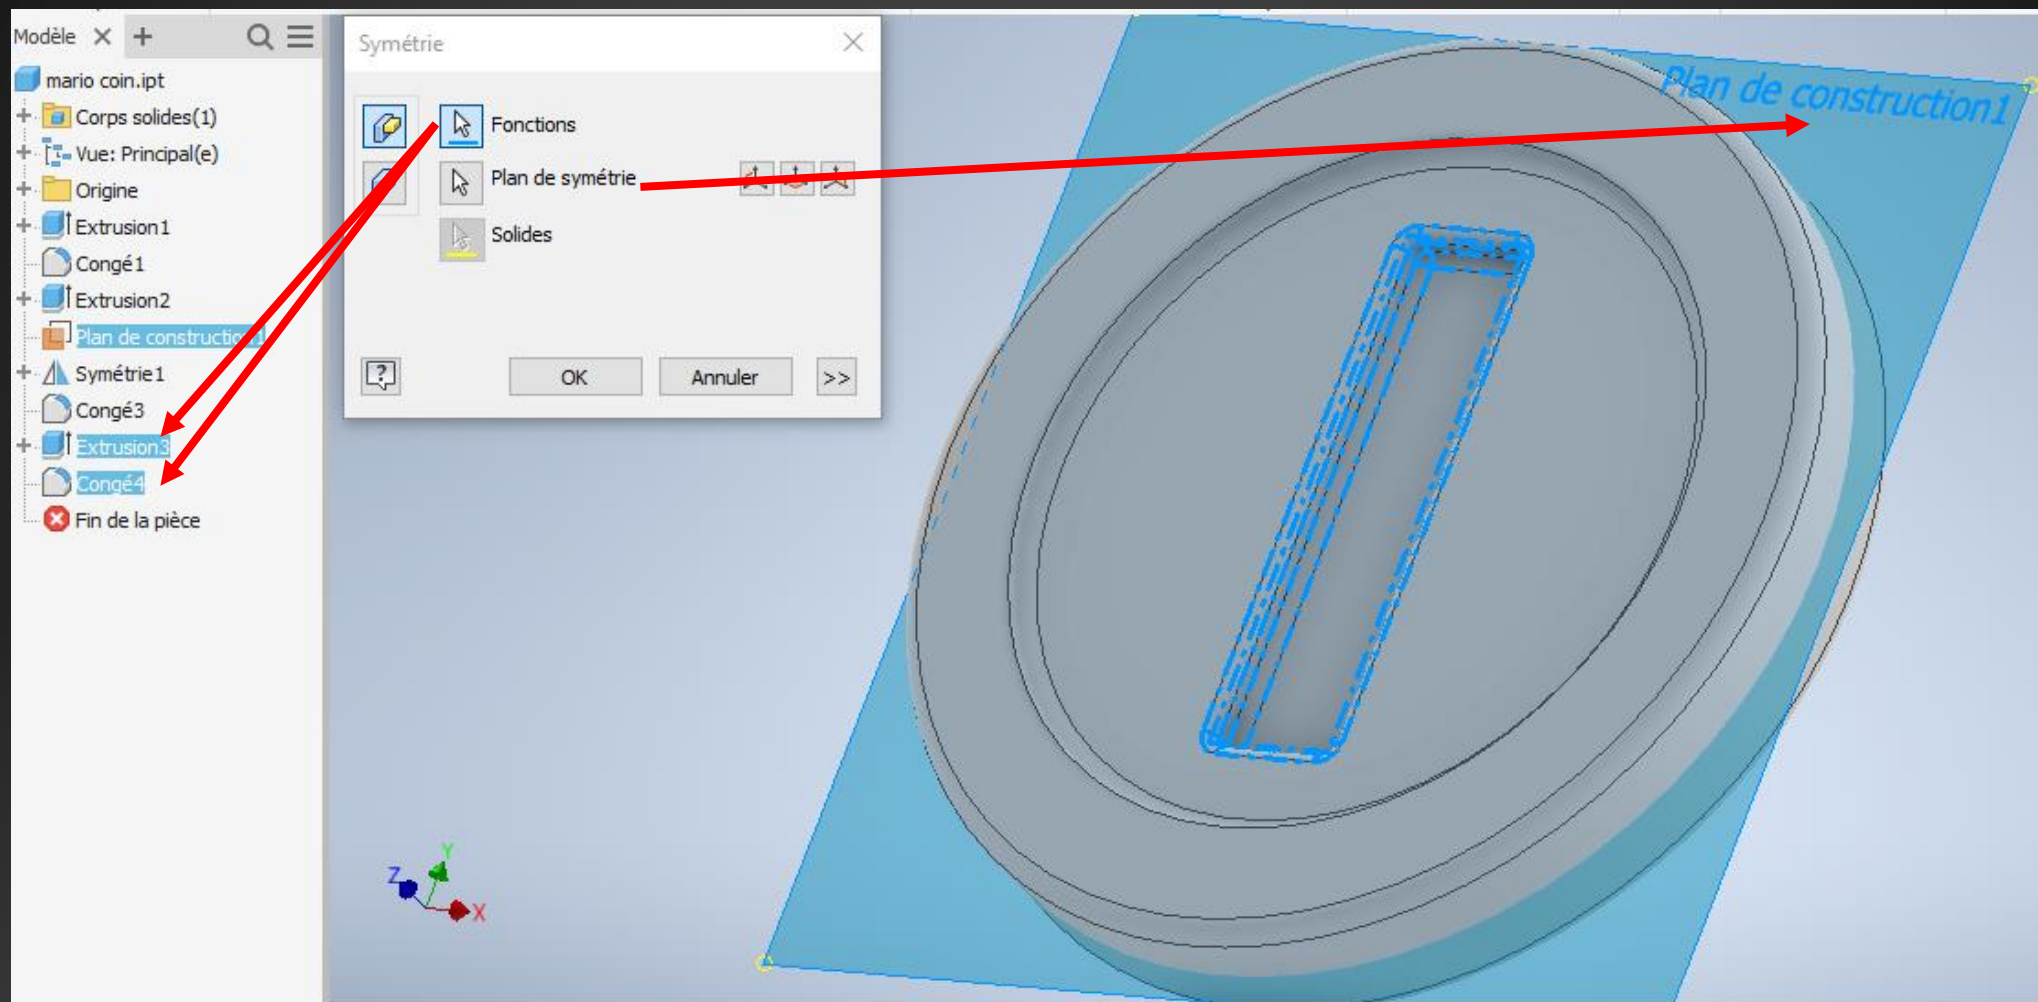 Modèle
mario coin.ipt
Corps solides(1)
Vue: Principal(e)
Origine
Extrusion1
Congé1
Extrusion2
Plan de construction1
Symétrie1
Congé3
Extrusion3
Congé4
Fin de la pièce
Symétrie
Fonctions
Plan de symétrie
Solides
?
OK
Annuler
>>
Plan de construction1
Z
Y
X